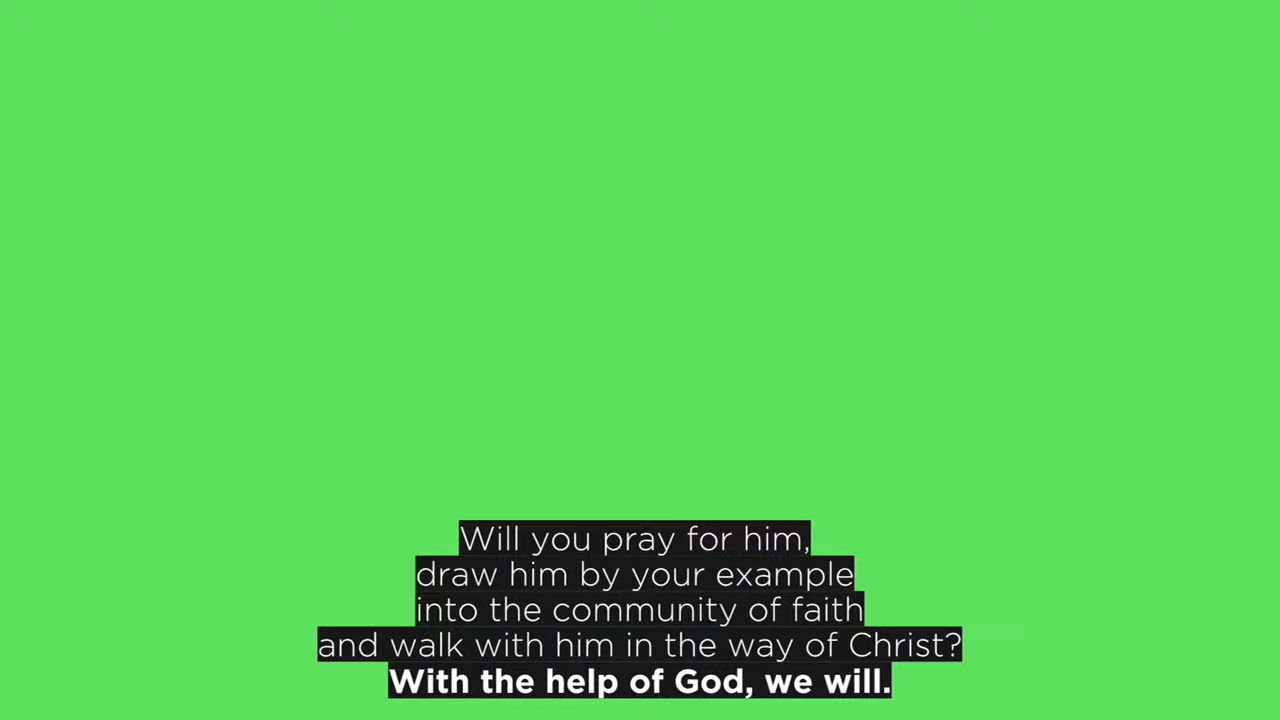 Will you pray for him,
draw him by your example
into the community of faith
and walk with him in the way of Christ?
With the help of God, we will.